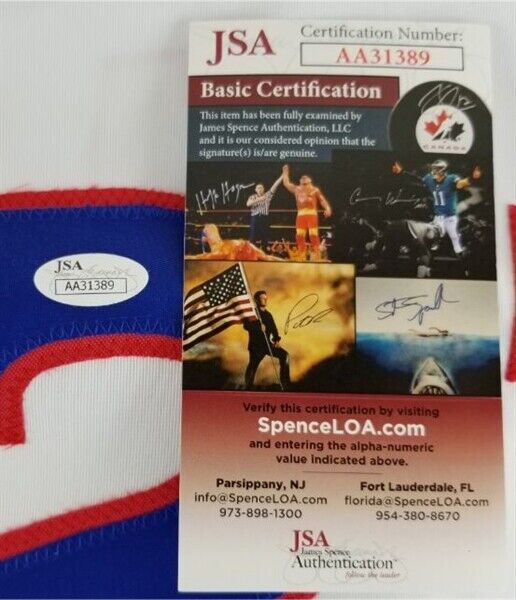 JSA
Certification Number:
AA31389
Basic Certification
This item has been fully examined by
James Spence Authentication, LLC
and it is our considered opinion that the
signature(s) is/are genuine.
CANADA
11
JSA
AA31389
Verify this certification by visiting
SpenceLOA.com
and entering the alpha-numeric
value indicated above.
Parsippany, NJ
info@SpenceLOA.com
973-898-1300
Fort Lauderdale, FL
florida@SpenceLOA.com
954-380-8670
JSA
James Spence
Authentication
follow the leader